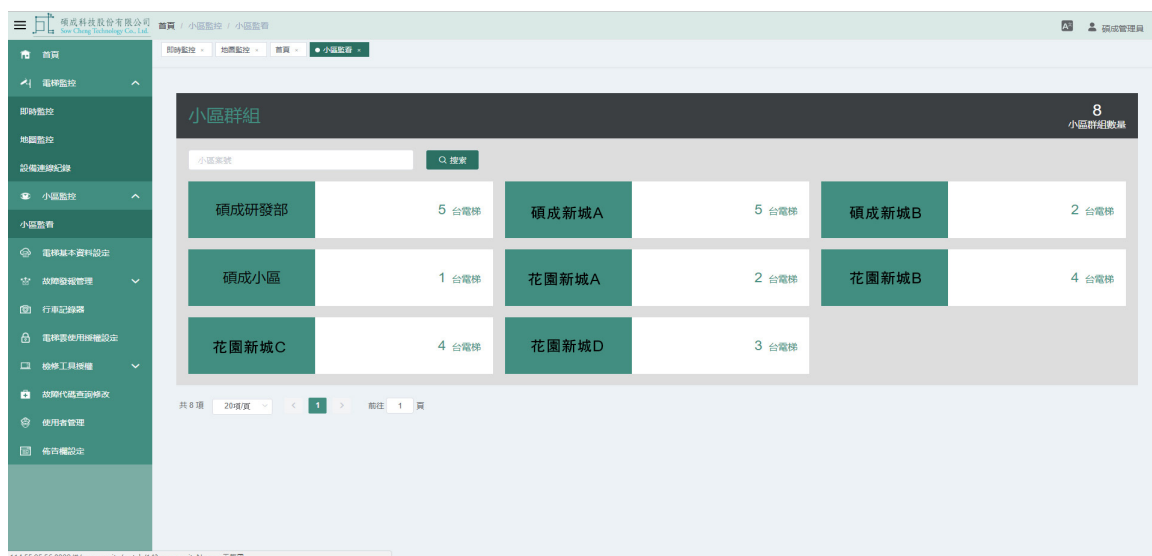 碩成科技股份有限公司
Sow Cheng Technology Co., Ltd.
首頁 / 小區監控 / 小區監看
碩成管理員
即時監控 ×
地圖監控 ×
首頁 ×
● 小區監看 ×
首頁
電梯監控
即時監控
地圖監控
設備連線紀錄
小區監控
小區監看
電梯基本資料設定
故障發報管理
行車記錄器
電梯雲使用授權設定
檢修工具授權
故障代碼查詢修改
使用者管理
佈告欄設定
小區群組
8
小區群組數量
小區案號
搜索
碩成研發部 5 台電梯
碩成新城A 5 台電梯
碩成新城B 2 台電梯
碩成小區 1 台電梯
花園新城A 2 台電梯
花園新城B 4 台電梯
花園新城C 4 台電梯
花園新城D 3 台電梯
共 8 項 20項/頁 < 1 > 前往 1 頁